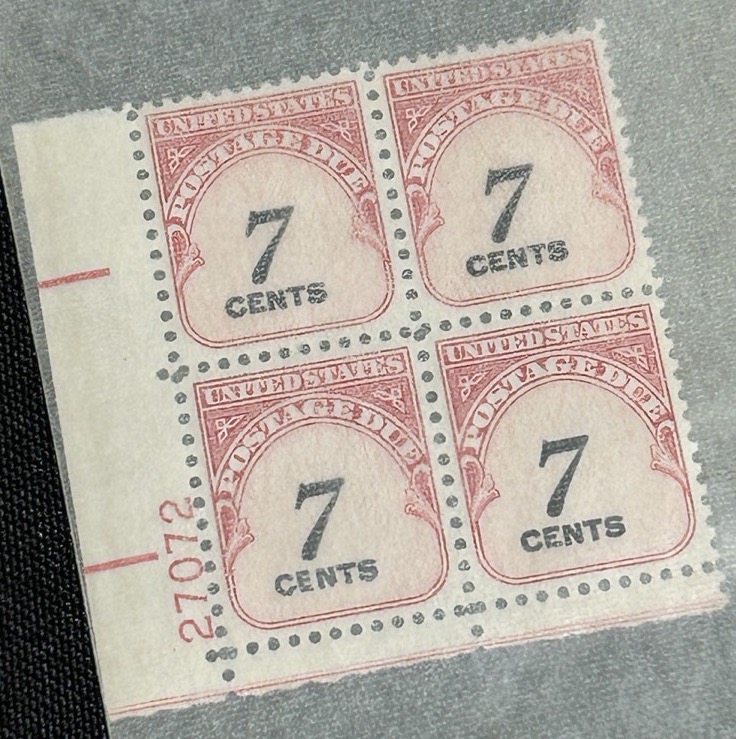 UNITED STATES
POSTAGE DUE
7
CENTS
UNITED STATES
POSTAGE DUE
7
CENTS
UNITED STATES
POSTAGE DUE
7
CENTS
UNITED STATES
POSTAGE DUE
7
CENTS
27072